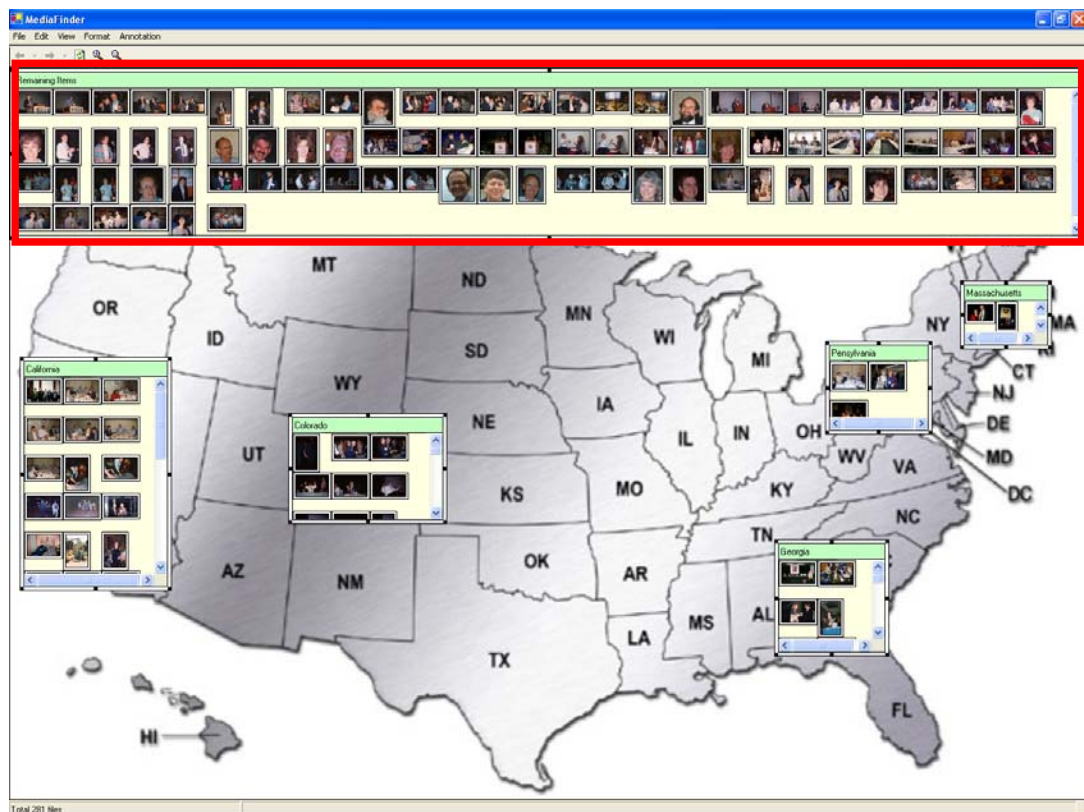 MediaFinder
File Edit View Format Annotation
Remaining Items
MT
ND
OR
MN
Massachusetts
ID
WI
NY
MA
SD
MI
Pensylvania
CT
California
WY
NJ
IA
Colorado
NE
OH
DE
IL
IN
UT
WV
MD
VA
KS
MO
KY
DC
NC
TN
Georgia
OK
AZ
NM
AR
MS
AL
LA
TX
FL
HI
Total 281 files